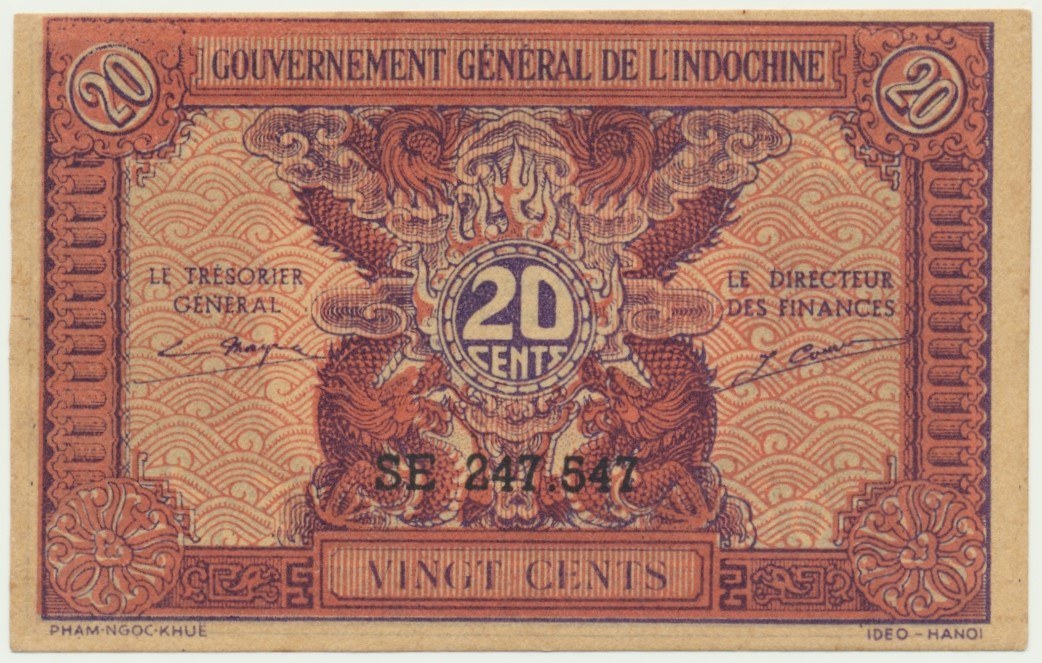 20 GOUVERNEMENT GÉNÉRAL DE L'INDOCHINE 20
LE TRÉSORIER
GÉNÉRAL
LE DIRECTEUR
DES FINANCES
20
CENTS
SE 247.547
VINGT CENTS
PHAM-NGOC-KHUÊ
IDEO - HANOI